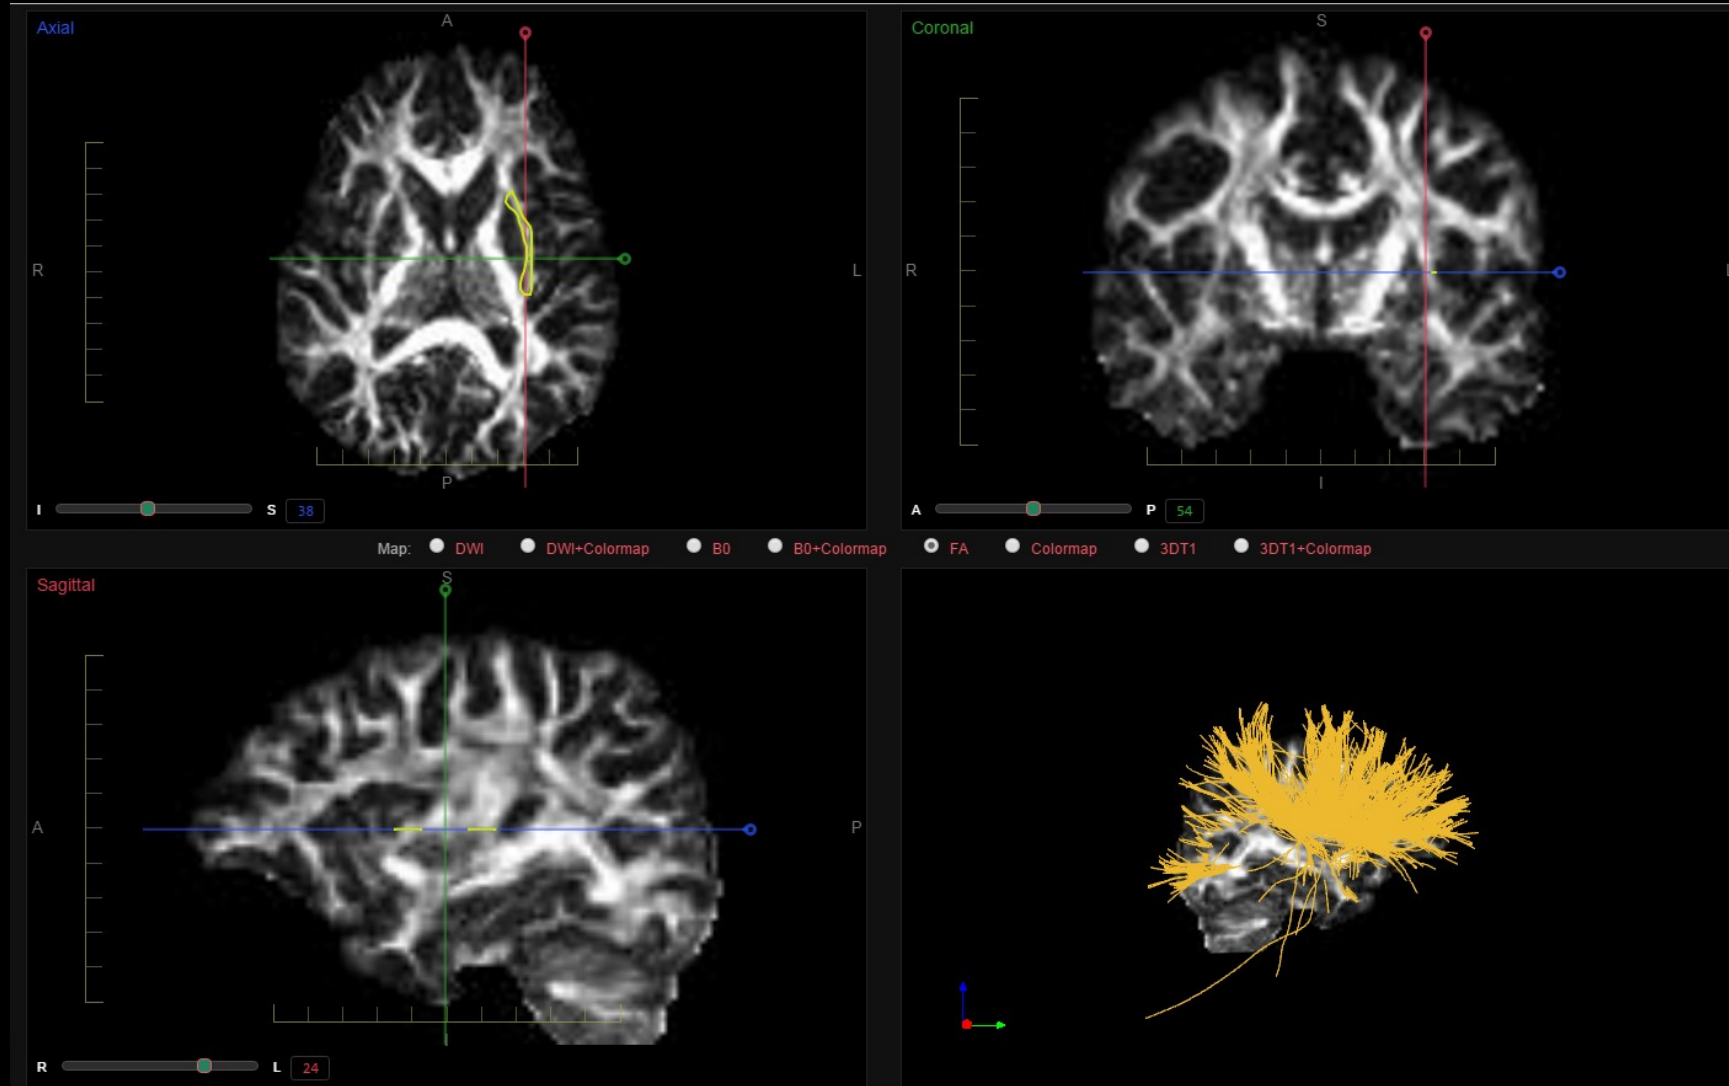 Axial
A
R
L
P
I S 38
Coronal
S
R
I
A P 54
Map: DWI DWI+Colormap B0 B0+Colormap FA Colormap 3DT1 3DT1+Colormap
Sagittal
S
A
P
R L 24